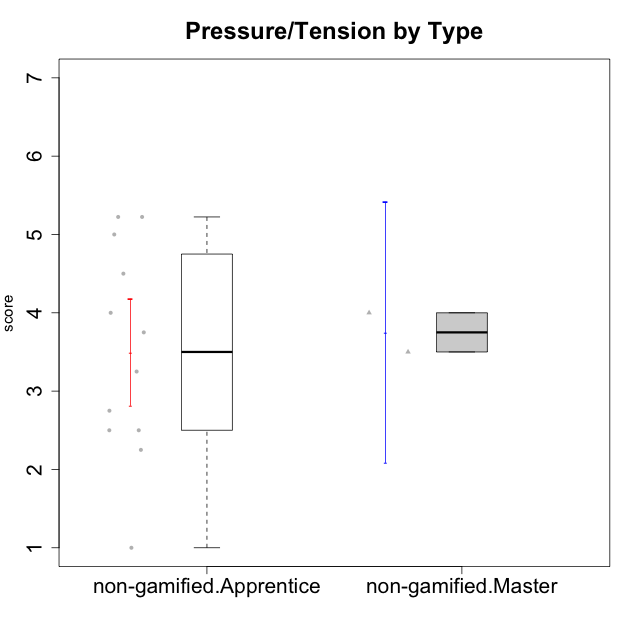 Pressure/Tension by Type
7
6
5
4
3
2
1
score
non-gamified.Apprentice non-gamified.Master